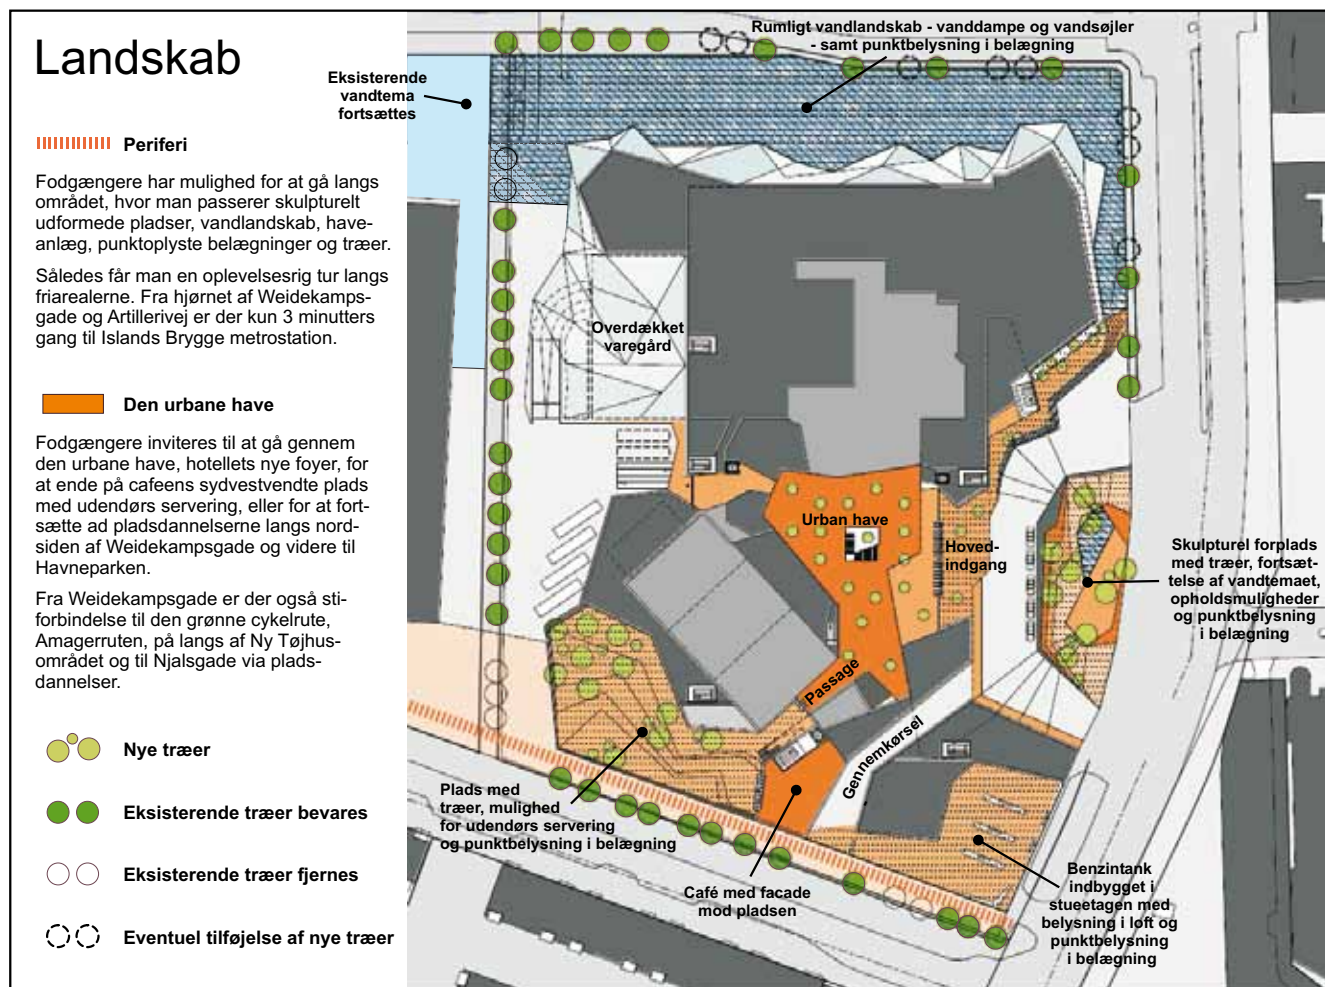 Landskab
Periferi
Fodgængere har mulighed for at gå langs
området, hvor man passerer skulpturelt
udformede pladser, vandlandskab, have-
anlæg, punktoplyste belægninger og træer.
Således får man en oplevelsesrig tur langs
friarealerne. Fra hjørnet af Weidekamps-
gade og Artillerivej er der kun 3 minutters
gang til Islands Brygge metrostation.
Den urbane have
Fodgængere inviteres til at gå gennem
den urbane have, hotellets nye foyer, for
at ende på cafeens sydvestvendte plads
med udendørs servering, eller for at fort-
sætte ad pladsdannelserne langs nord-
siden af Weidekampsgade og videre til
Havneparken.
Fra Weidekampsgade er der også sti-
forbindelse til den grønne cykelrute,
Amagerruten, på langs af Ny Tøjhus-
området og til Njalsgade via plads-
dannelser.
Nye træer
Eksisterende træer bevares
Eksisterende træer fjernes
Eventuel tilføjelse af nye træer
Eksisterende
vandtema
fortsættes
Rumligt vandlandskab - vanddampe og vandsøjler
- samt punktbelysning i belægning
Overdækket
varegård
Urban have
Hoved-
indgang
Skulpturel forplads
med træer, fortsæt-
telse af vandtemaet,
opholdsmuligheder
og punktbelysning
i belægning
Passage
Gennemkørsel
Plads med
træer, mulighed
for udendørs servering
og punktbelysning i belægning
Café med facade
mod pladsen
Benzintank
indbygget i
stueetagen med
belysning i loft og
punktbelysning
i belægning
T